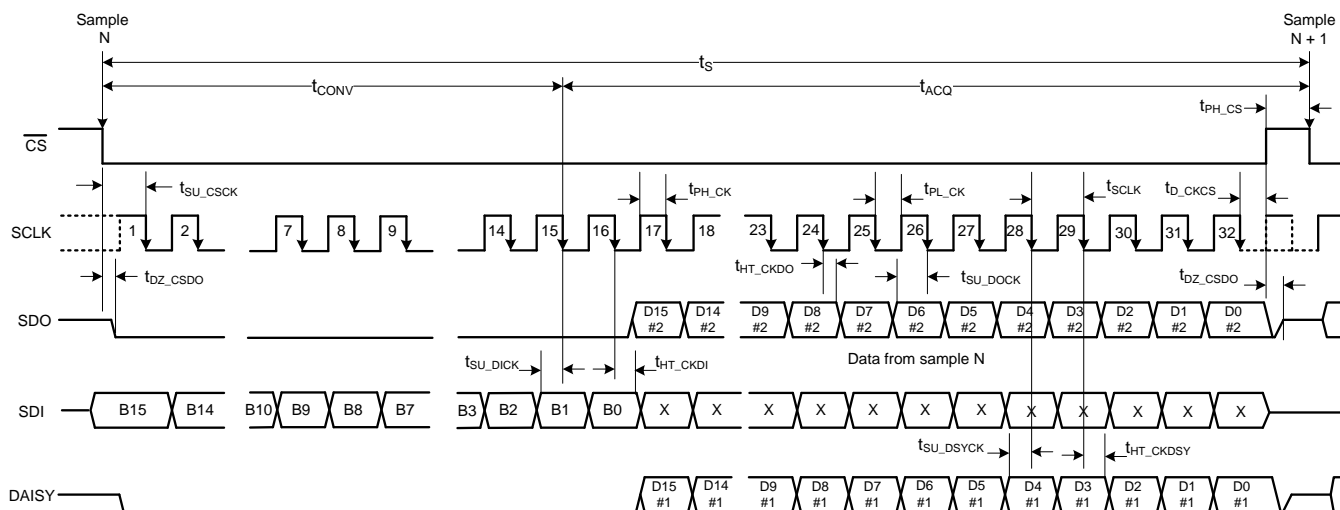 Sample N
Sample N + 1
tS
tCONV
tACQ
tPH_CS
CS
tSU_CSCK
tPH_CK
tPL_CK
tSCLK
tD_CKCS
SCLK
1 2 7 8 9 14 15 16 17 18 23 24 25 26 27 28 29 30 31 32
tDZ_CSDO
tHT_CKDO
tSU_DOCK
tDZ_CSDO
SDO
D15 #2 D14 #2 D9 #2 D8 #2 D7 #2 D6 #2 D5 #2 D4 #2 D3 #2 D2 #2 D1 #2 D0 #2
Data from sample N
tSU_DICK
tHT_CKDI
SDI
B15 B14 B10 B9 B8 B7 B3 B2 B1 B0 X X X X X X X X X X X X
tSU_DSYCK
tHT_CKDSY
DAISY
D15 #1 D14 #1 D9 #1 D8 #1 D7 #1 D6 #1 D5 #1 D4 #1 D3 #1 D2 #1 D1 #1 D0 #1